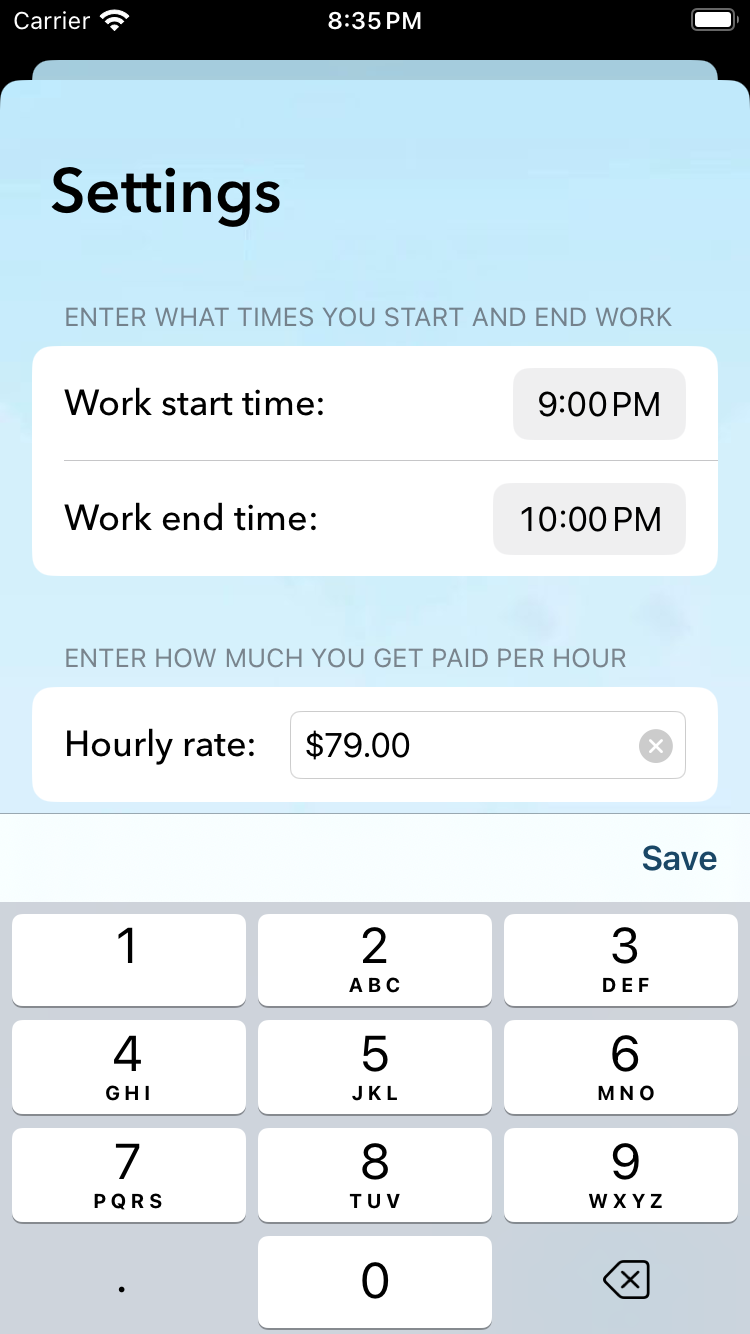 Carrier 8:35 PM
Settings
ENTER WHAT TIMES YOU START AND END WORK
Work start time: 9:00 PM
Work end time: 10:00 PM
ENTER HOW MUCH YOU GET PAID PER HOUR
Hourly rate: $79.00
Save
1 2 3
ABC DEF
4 5 6
GHI JKL MNO
7 8 9
PQRS TUV WXYZ
. 0